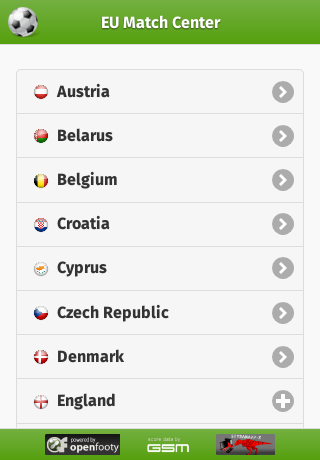 EU Match Center
Austria
Belarus
Belgium
Croatia
Cyprus
Czech Republic
Denmark
England
powered by
openfooty
score data by
GSM